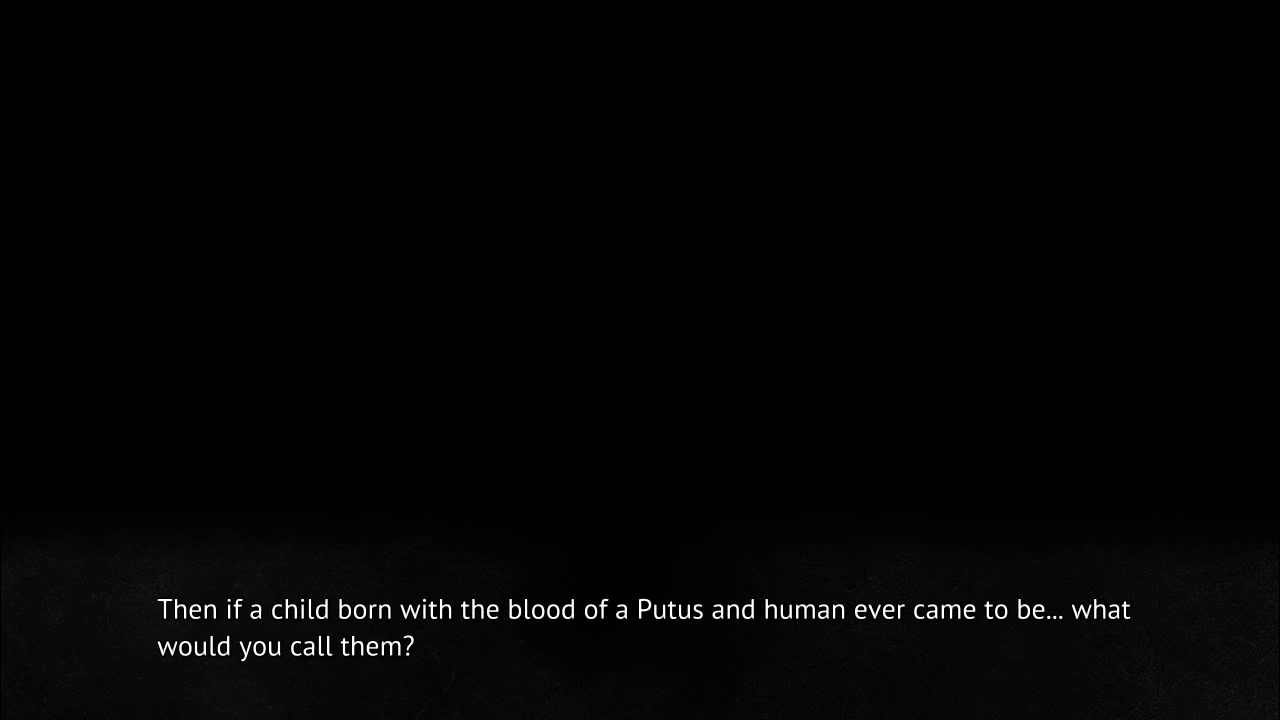 Then if a child born with the blood of a Putus and human ever came to be... what
would you call them?